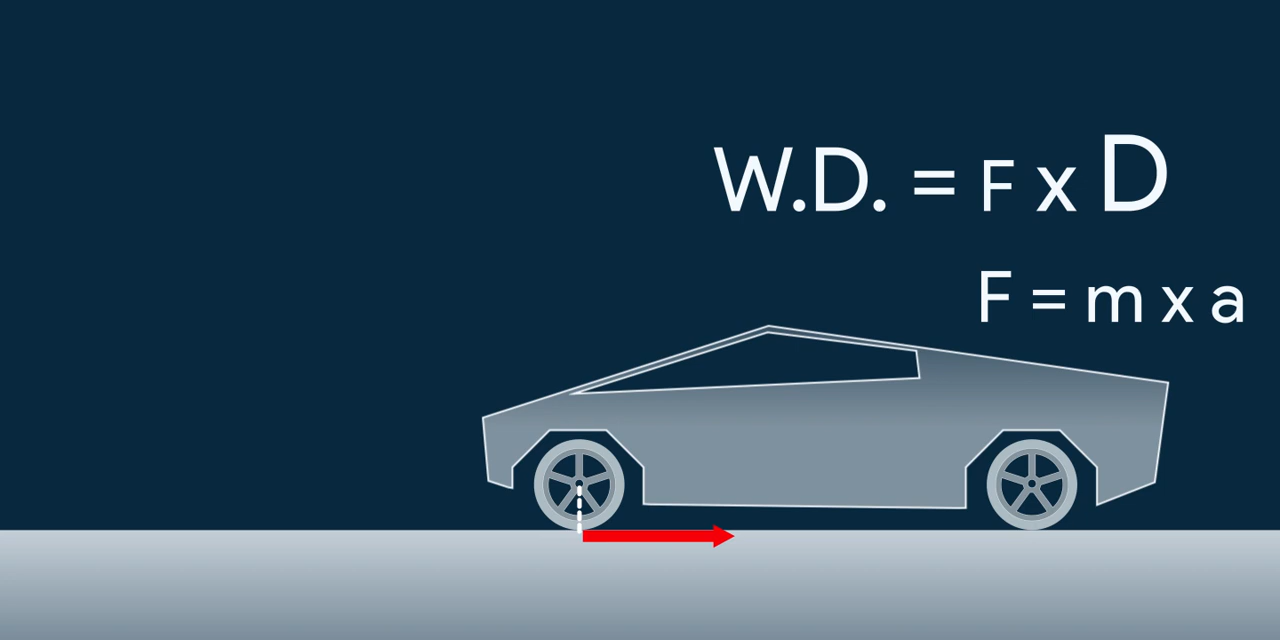 W.D. = F x D
F = m x a